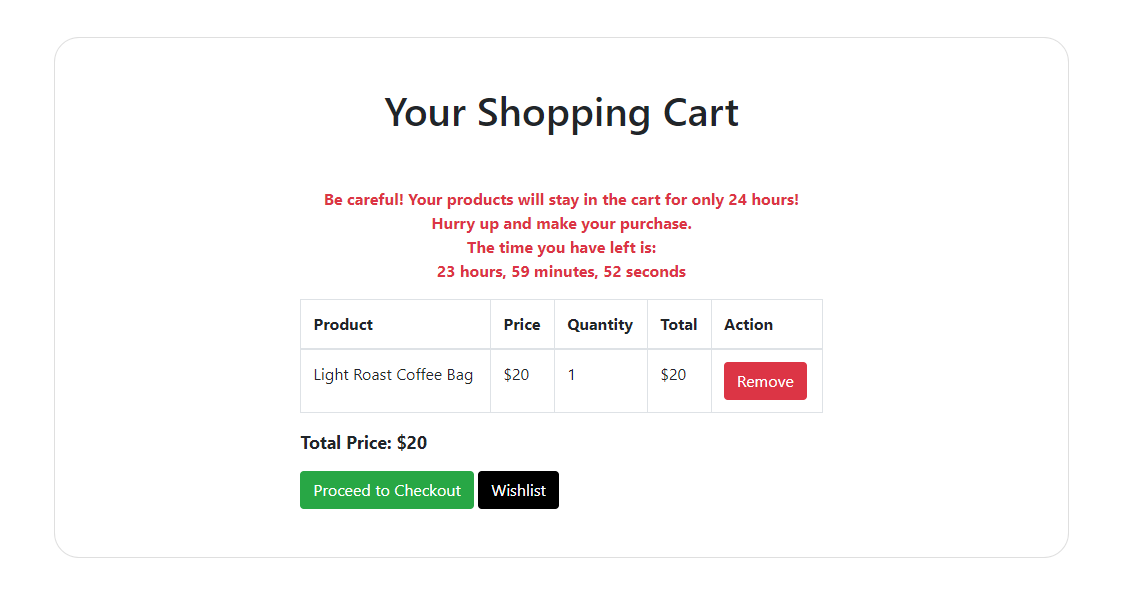 Your Shopping Cart
Be careful! Your products will stay in the cart for only 24 hours!
Hurry up and make your purchase.
The time you have left is:
23 hours, 59 minutes, 52 seconds
Product Price Quantity Total Action
Light Roast Coffee Bag $20 1 $20 Remove
Total Price: $20
Proceed to Checkout Wishlist